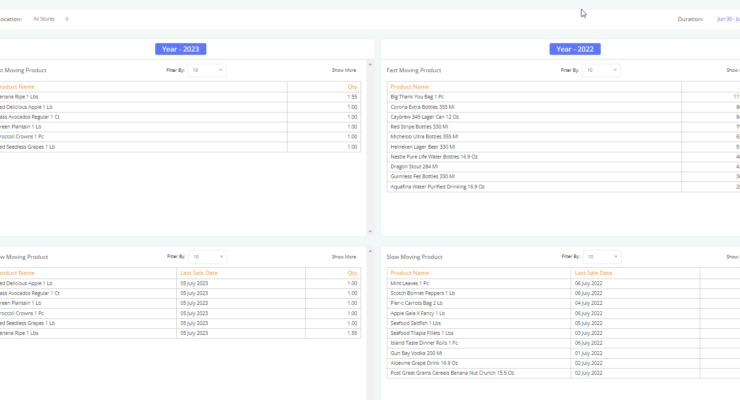 ocation: All Stores +
Duration: Jun 30 - Ju
Year - 2023
st Moving Product Filter By: 10 Show More
roduct Name Qty
anana Ripe 1 Lbs 1.55
ed Delicious Apple 1 Lb 1.00
ass Avocados Regular 1 Ct 1.00
reen Plantain 1 Lb 1.00
roccoli Crowns 1 Pc 1.00
ed Seedless Grapes 1 Lb 1.00
Year - 2022
Fast Moving Product Filter By: 10 Show
Product Name
Big Thank You Bag 1 Pc 11
Corona Extra Bottles 355 Ml
Caybrew 345 Lager Can 12 Oz
Red Stripe Bottles 330 Ml
Michelob Ultra Bottles 355 Ml
Heineken Lager Beer 330 Ml
Nestle Pure Life Water Bottles 16.9 Oz
Dragon Stout 284 Ml
Guinness Fes Bottles 330 Ml
Aquafina Water Purified Drinking 16.9 Oz
ow Moving Product Filter By: 10 Show More
roduct Name Last Sale Date Qty
ed Delicious Apple 1 Lb 05 July 2023 1.00
ass Avocados Regular 1 Ct 05 July 2023 1.00
reen Plantain 1 Lb 05 July 2023 1.00
roccoli Crowns 1 Pc 05 July 2023 1.00
ed Seedless Grapes 1 Lb 05 July 2023 1.00
anana Ripe 1 Lbs 05 July 2023 1.55
Slow Moving Product Filter By: 10 Show
Product Name Last Sale Date
Mint Leaves 1 Pc 06 July 2022
Scotch Bonnet Peppers 1 Lb 06 July 2022
Pier-c Carrots Bag 2 Lb 04 July 2022
Apple Gala X Fancy 1 Lb 06 July 2022
Seafood Saltfish 1 Lbs 05 July 2022
Seafood Tilapia Fillets 1 Lbs 03 July 2022
Island Taste Dinner Rolls 1 Pc 06 July 2022
Gun Bay Vodka 200 Ml 01 July 2022
Aloevine Grape Drink 16.9 Oz 02 July 2022
Post Great Grains Cereals Banana Nut Crunch 15.5 Oz 02 July 2022